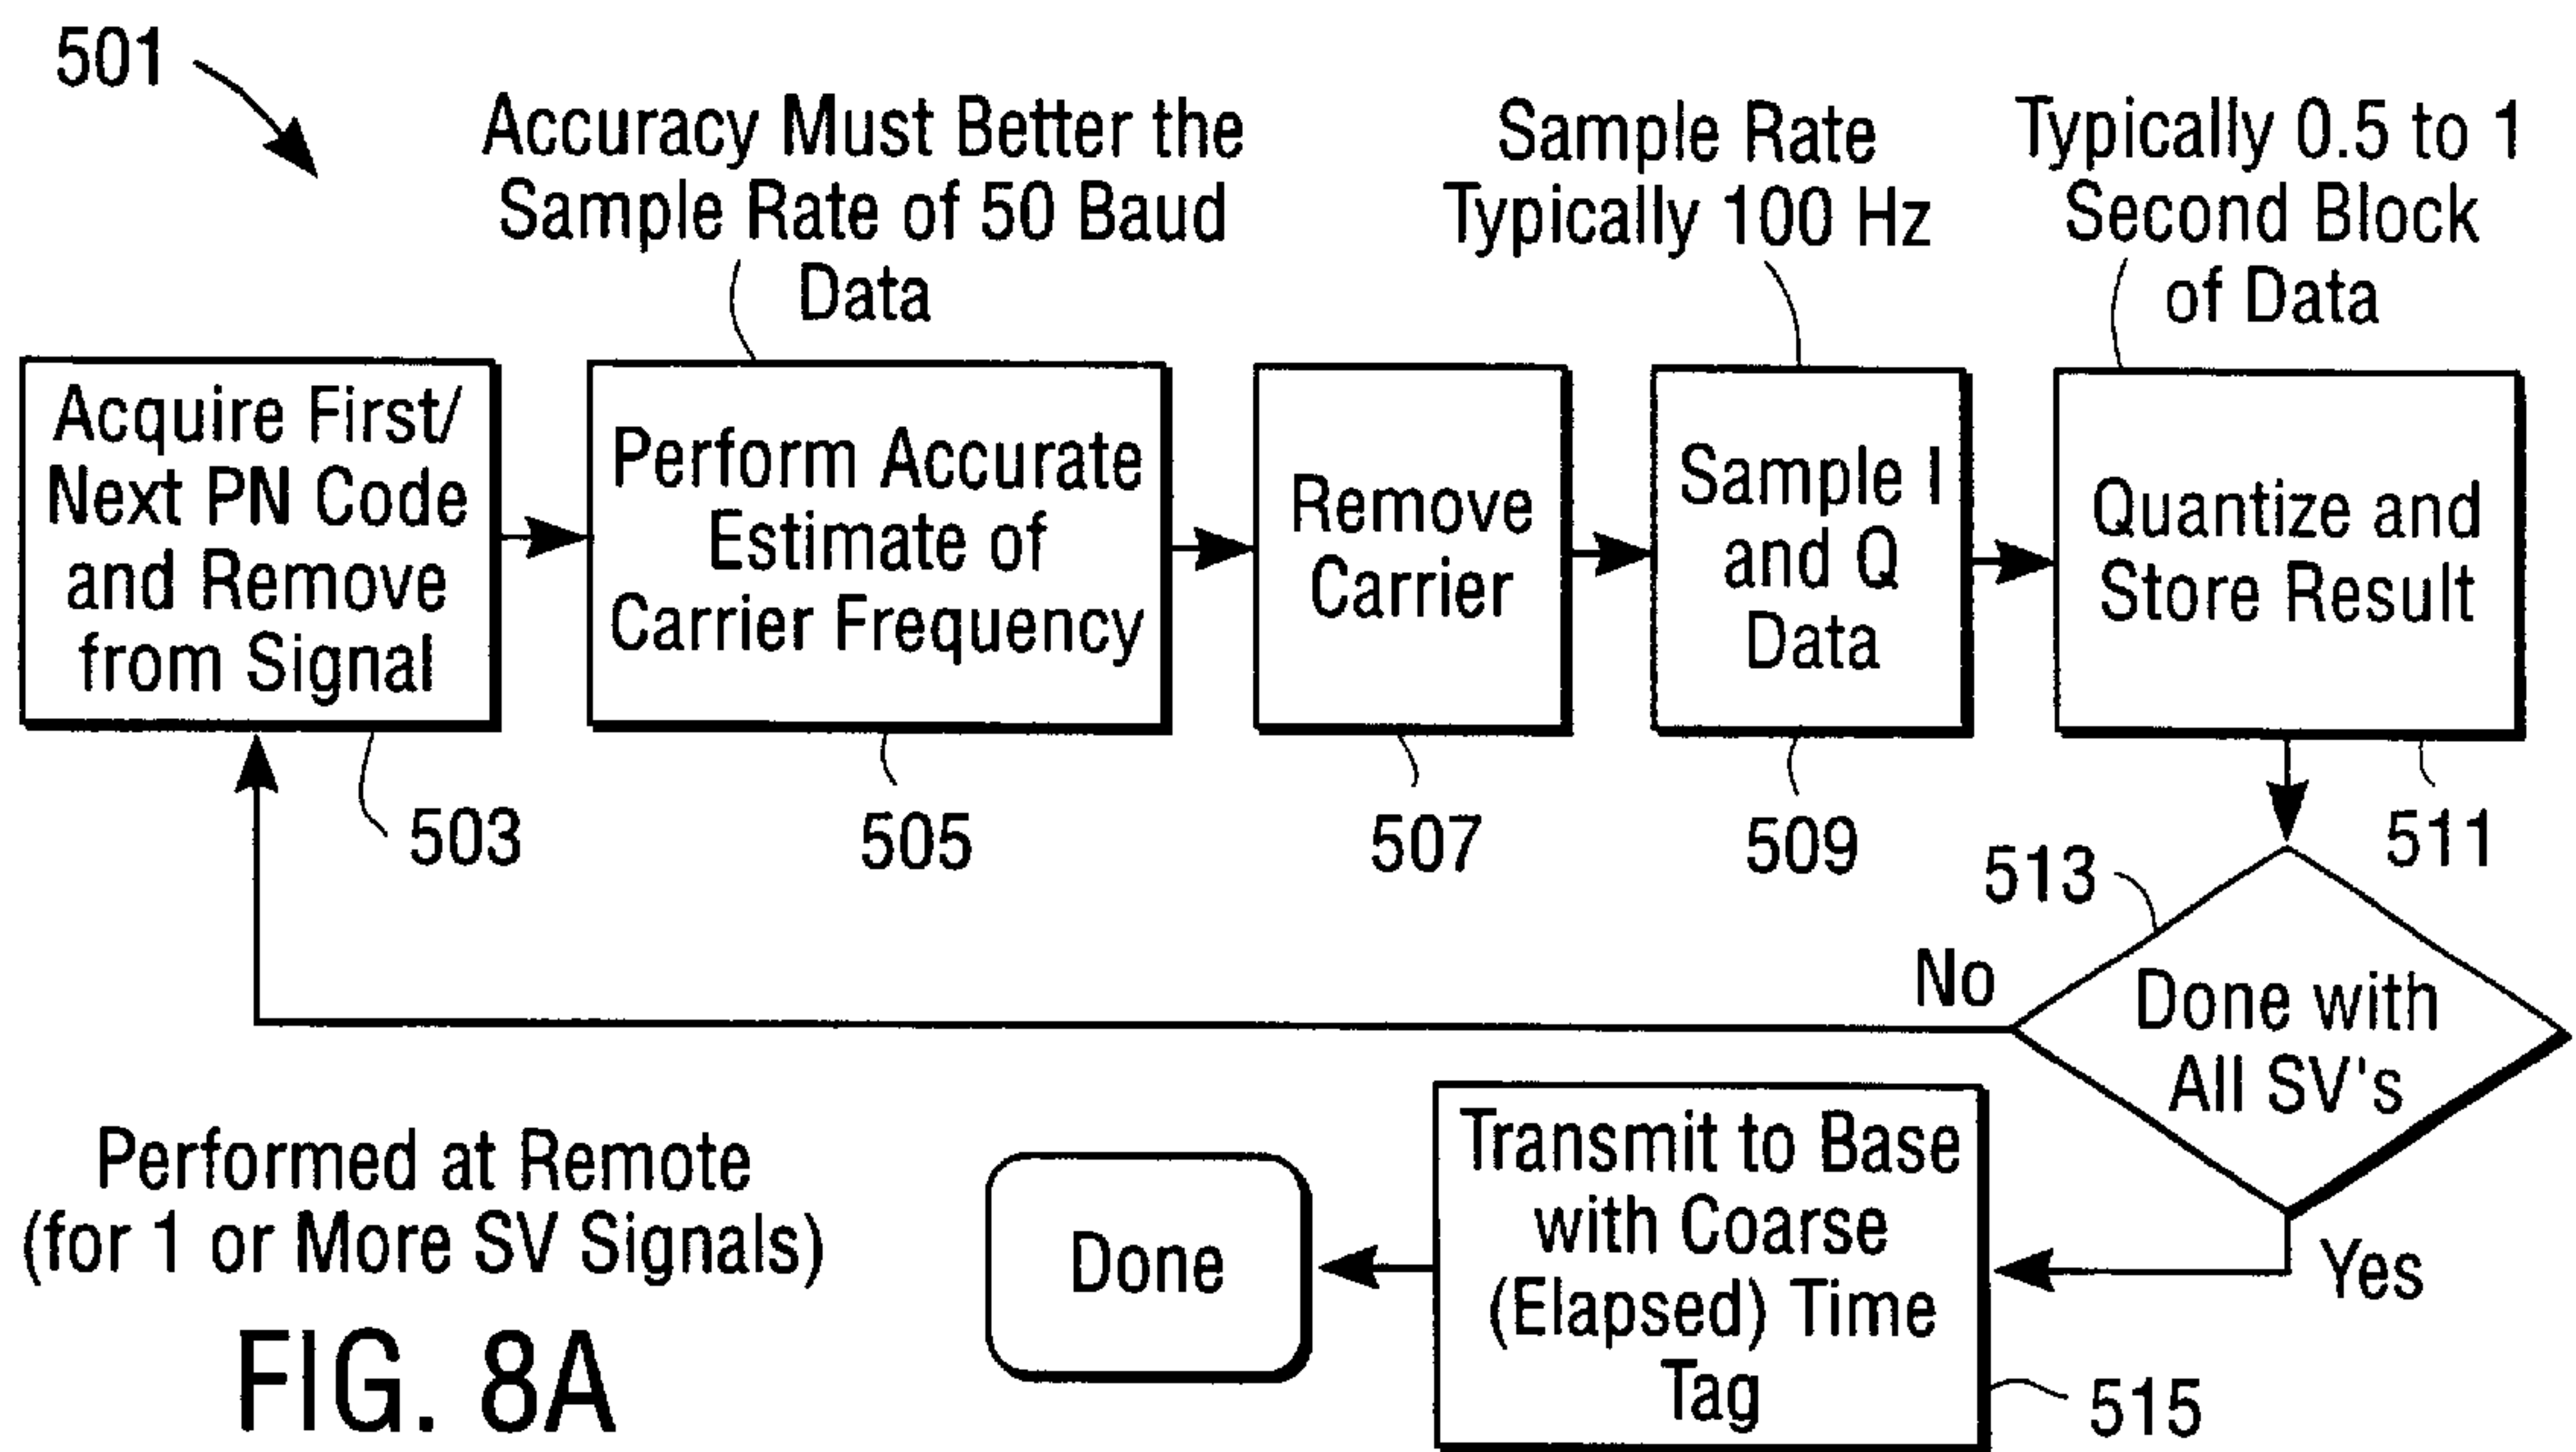 501
Accuracy Must Better the
Sample Rate of 50 Baud
Data
Sample Rate
Typically 100 Hz
Typically 0.5 to 1
Second Block
of Data
Acquire First/
Next PN Code
and Remove
from Signal
Perform Accurate
Estimate of
Carrier Frequency
Remove
Carrier
Sample I
and Q
Data
Quantize and
Store Result
503
505
507
509
511
513
Done with
All SV's
No
Yes
Transmit to Base
with Coarse
(Elapsed) Time
Tag
515
Done
Performed at Remote
(for 1 or More SV Signals)
FIG. 8A